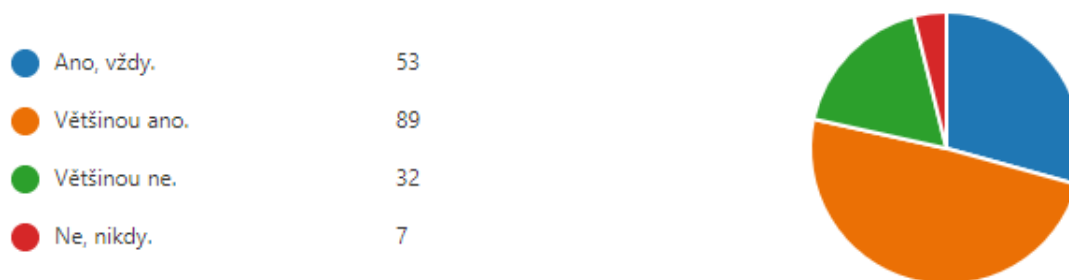 Ano, vždy. 53
Většinou ano. 89
Většinou ne. 32
Ne, nikdy. 7